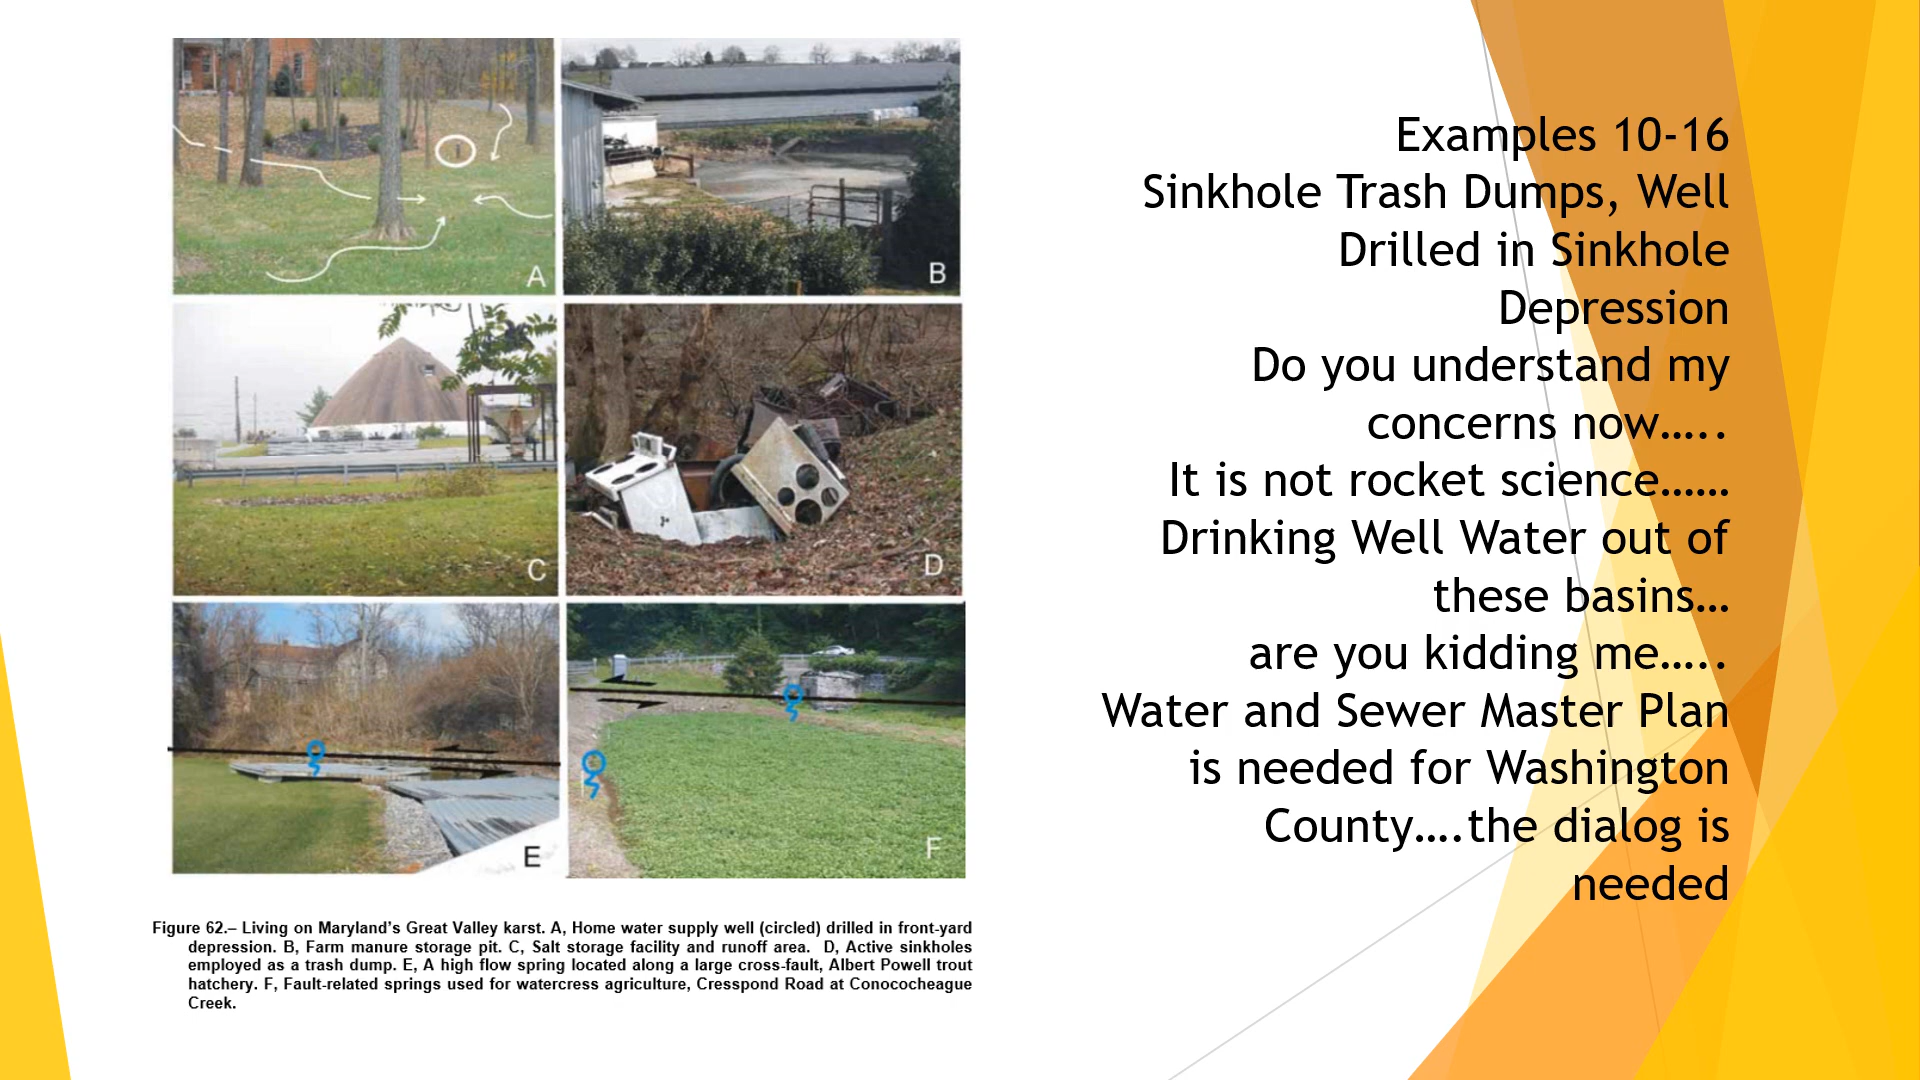 A
B
C
D
E
F
Figure 62.– Living on Maryland's Great Valley karst. A, Home water supply well (circled) drilled in front-yard
depression. B, Farm manure storage pit. C, Salt storage facility and runoff area. D, Active sinkholes
employed as a trash dump. E, A high flow spring located along a large cross-fault, Albert Powell trout
hatchery. F, Fault-related springs used for watercress agriculture, Cresspond Road at Conococheague
Creek.
Examples 10-16
Sinkhole Trash Dumps, Well
Drilled in Sinkhole
Depression
Do you understand my
concerns now…..
It is not rocket science……
Drinking Well Water out of
these basins…
are you kidding me…..
Water and Sewer Master Plan
is needed for Washington
County….the dialog is
needed